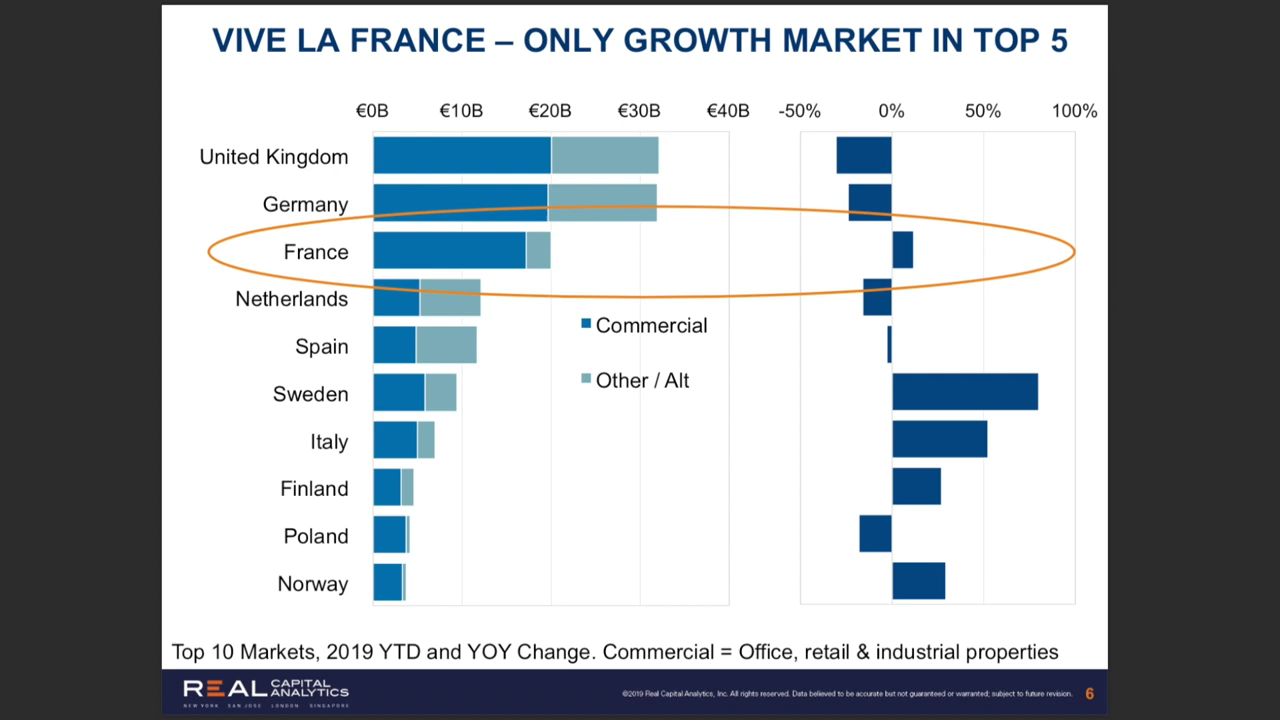 VIVE LA FRANCE – ONLY GROWTH MARKET IN TOP 5
€0B €10B €20B €30B €40B -50% 0% 50% 100%
United Kingdom
Germany
France
Netherlands
Commercial
Spain
Other / Alt
Sweden
Italy
Finland
Poland
Norway
Top 10 Markets, 2019 YTD and YOY Change. Commercial = Office, retail & industrial properties
REAL CAPITAL ANALYTICS
NEW YORK SAN JOSE LONDON SINGAPORE
©2019 Real Capital Analytics, Inc. All rights reserved. Data believed to be accurate but not guaranteed or warranted; subject to future revision. 6